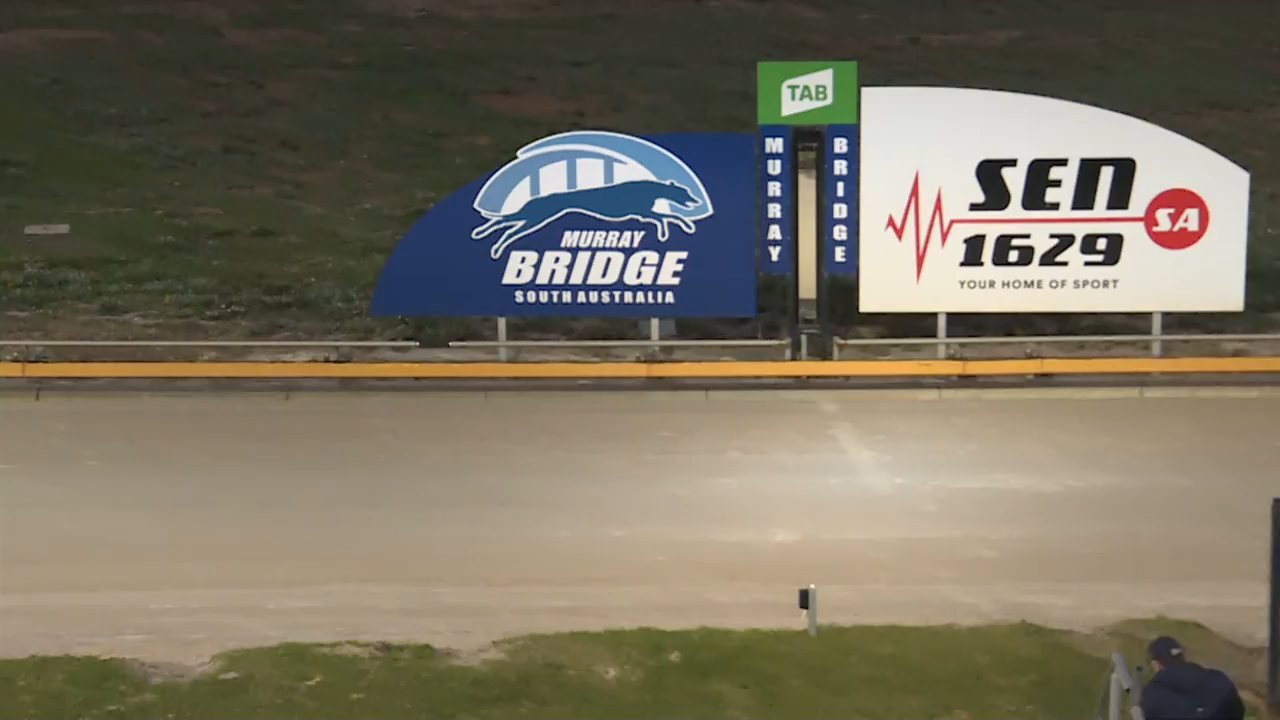 TAB
MURRAY
BRIDGE
MURRAY
BRIDGE
SOUTH AUSTRALIA
SEN
SA
1629
YOUR HOME OF SPORT